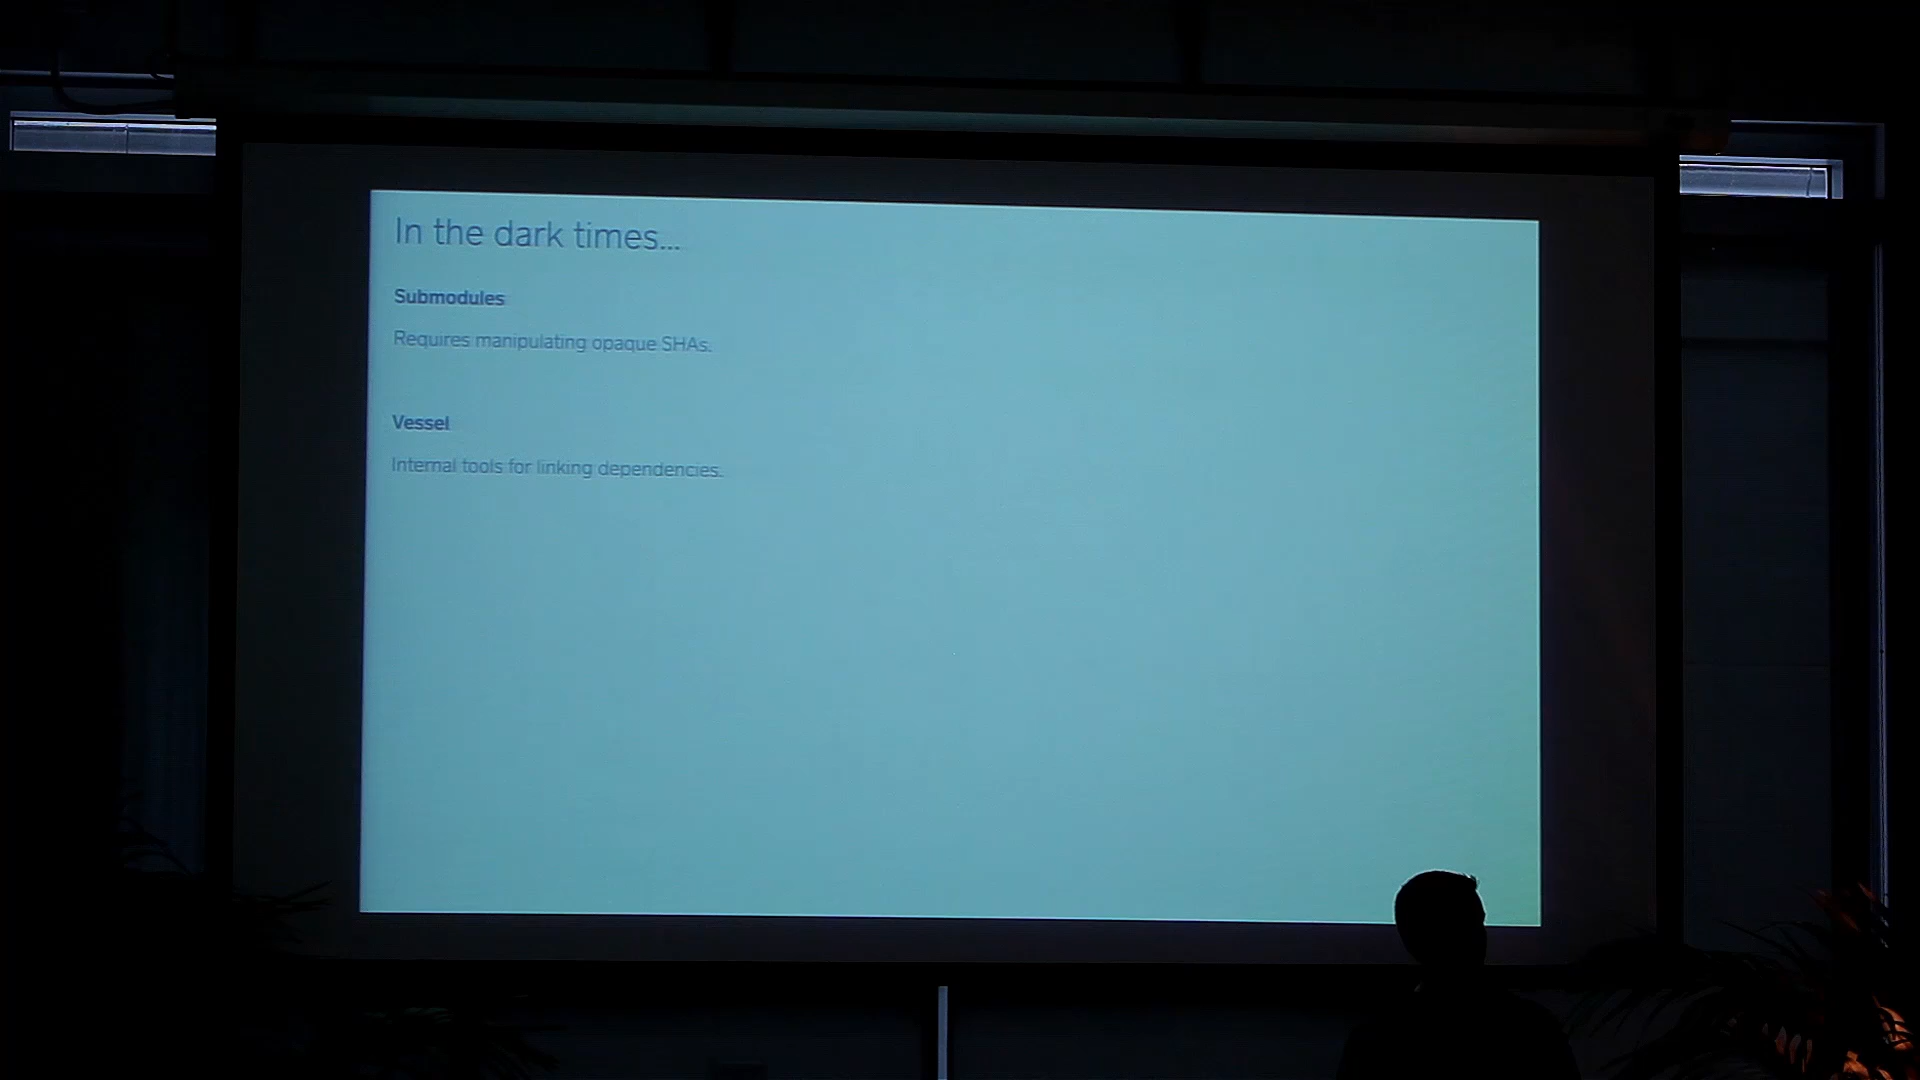 In the dark times...
Submodules
Requires manipulating opaque SHAs.
Vessel
Internal tools for linking dependencies.